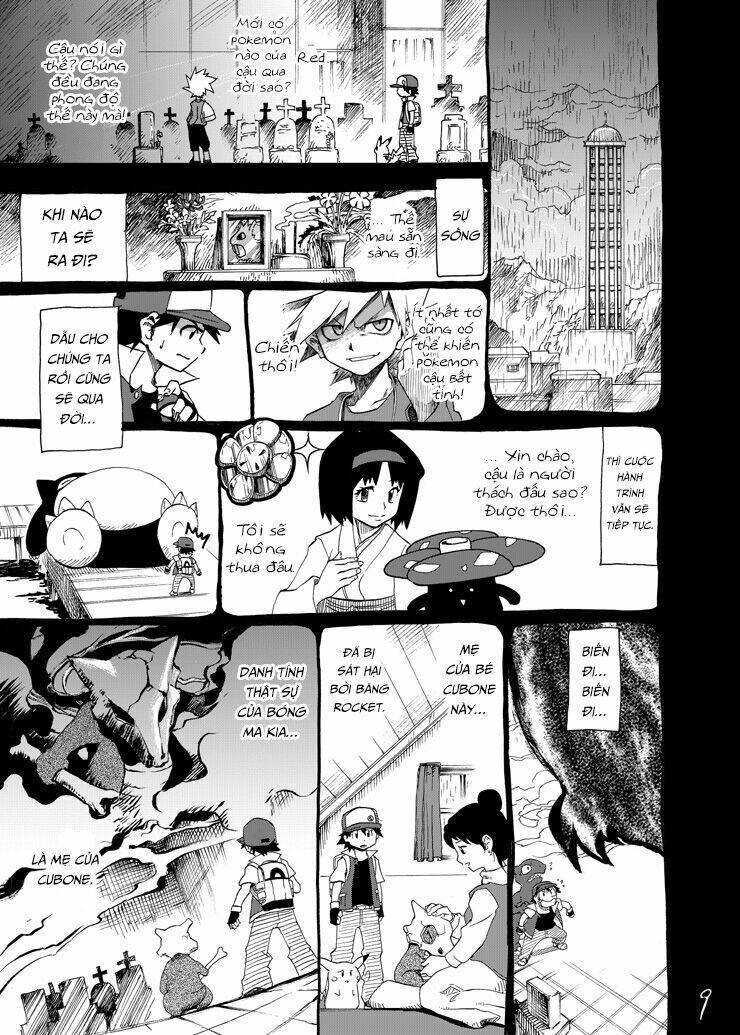 Mới có
pokemon
nào của
cậu qua
đời sao?
Red
Cậu nói gì
thế? Chúng
đều đang
phong độ
thế này mà!
SỰ
SỐNG
... Thế
mau sẵn
sàng đi.
KHI NÀO
TA SẼ
RA ĐI?
Ít nhất tớ
cũng có
thể khiến
pokemon
cậu bất
tỉnh!
Chiến
thôi!
DẪU CHO
CHÚNG TA
RỒI CŨNG
SẼ QUA
ĐỜI...
THÌ CUỘC
HÀNH
TRÌNH
VẪN SẼ
TIẾP TỤC.
... Xin chào,
cậu là người
thách đấu sao?
Được thôi...
Tôi sẽ
không
thua đâu.
BIẾN
ĐI...
BIẾN
ĐI...
MẸ
CỦA BÉ
CUBONE
NÀY...
ĐÃ BỊ
SÁT HẠI
BỞI BĂNG
ROCKET.
DANH TÍNH
THẬT SỰ
CỦA BÓNG
MA KIA...
LÀ MẸ CỦA
CUBONE.
9